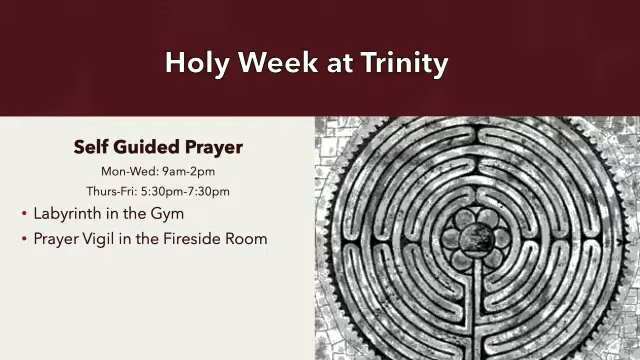 Holy Week at Trinity
Self Guided Prayer
Mon-Wed: 9am-2pm
Thurs-Fri: 5:30pm-7:30pm
• Labyrinth in the Gym
• Prayer Vigil in the Fireside Room